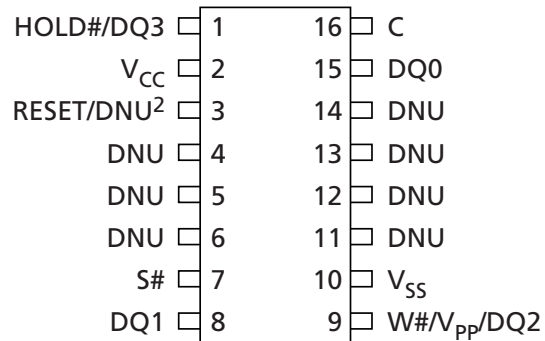 HOLD#/DQ3 1 16 C
VCC 2 15 DQ0
RESET/DNU² 3 14 DNU
DNU 4 13 DNU
DNU 5 12 DNU
DNU 6 11 DNU
S# 7 10 VSS
DQ1 8 9 W#/VPP/DQ2